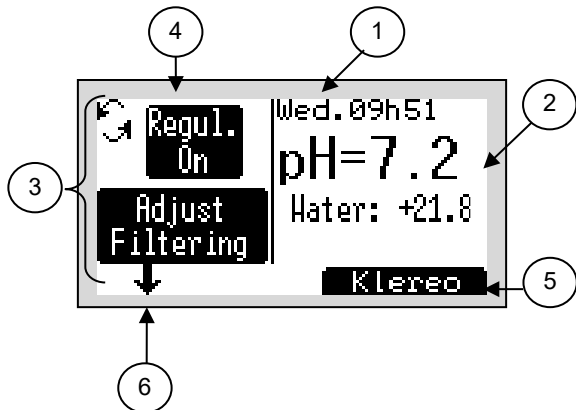 4
1
Regul.
On
Wed.09h51
pH=7.2
2
3
Adjust
Filtering
Water: +21.8
Klereo
5
6